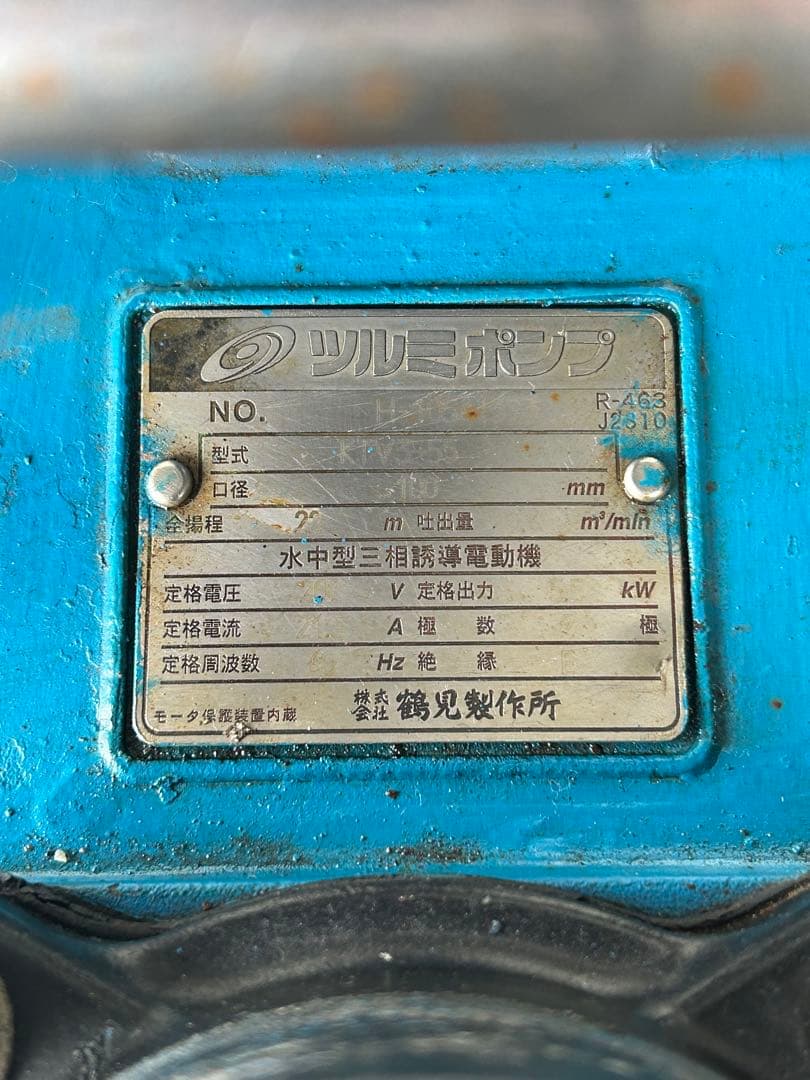 ツルミポンプ
NO.
R-463
J2310
型式
口径 mm
全揚程 m 吐出量 m³/min
水中型三相誘導電動機
定格電圧 V 定格出力 kW
定格電流 A 極数 極
定格周波数 Hz 絶縁
モータ保護装置内蔵 株式会社 鶴見製作所